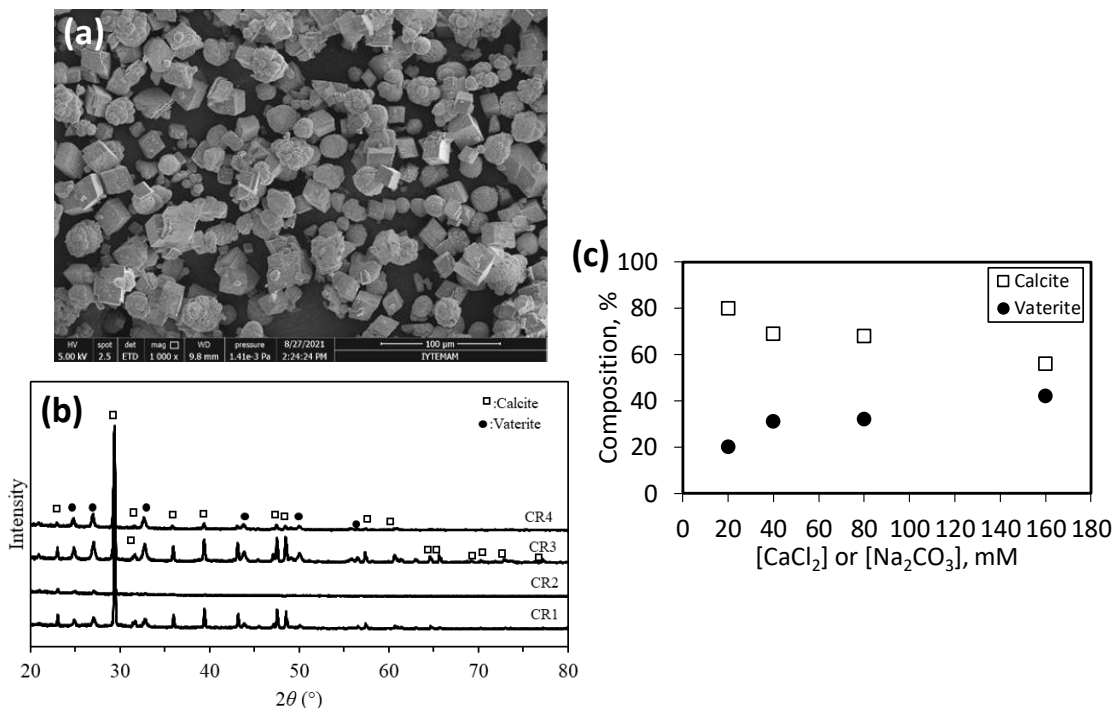 (a)
HV spot det mag □ WD pressure 8/27/2021 100 µm
5.00 kV 2.5 ETD 1 000 x 9.8 mm 1.41e-3 Pa 2:24:24 PM IYTEMAM
(b)
□:Calcite
●:Vaterite
Intensity
CR4
CR3
CR2
CR1
20 30 40 50 60 70 80
2θ (°)
(c)
100
80
60
40
20
0
Composition, %
□ Calcite
● Vaterite
0 20 40 60 80 100 120 140 160 180
[CaCl₂] or [Na₂CO₃], mM